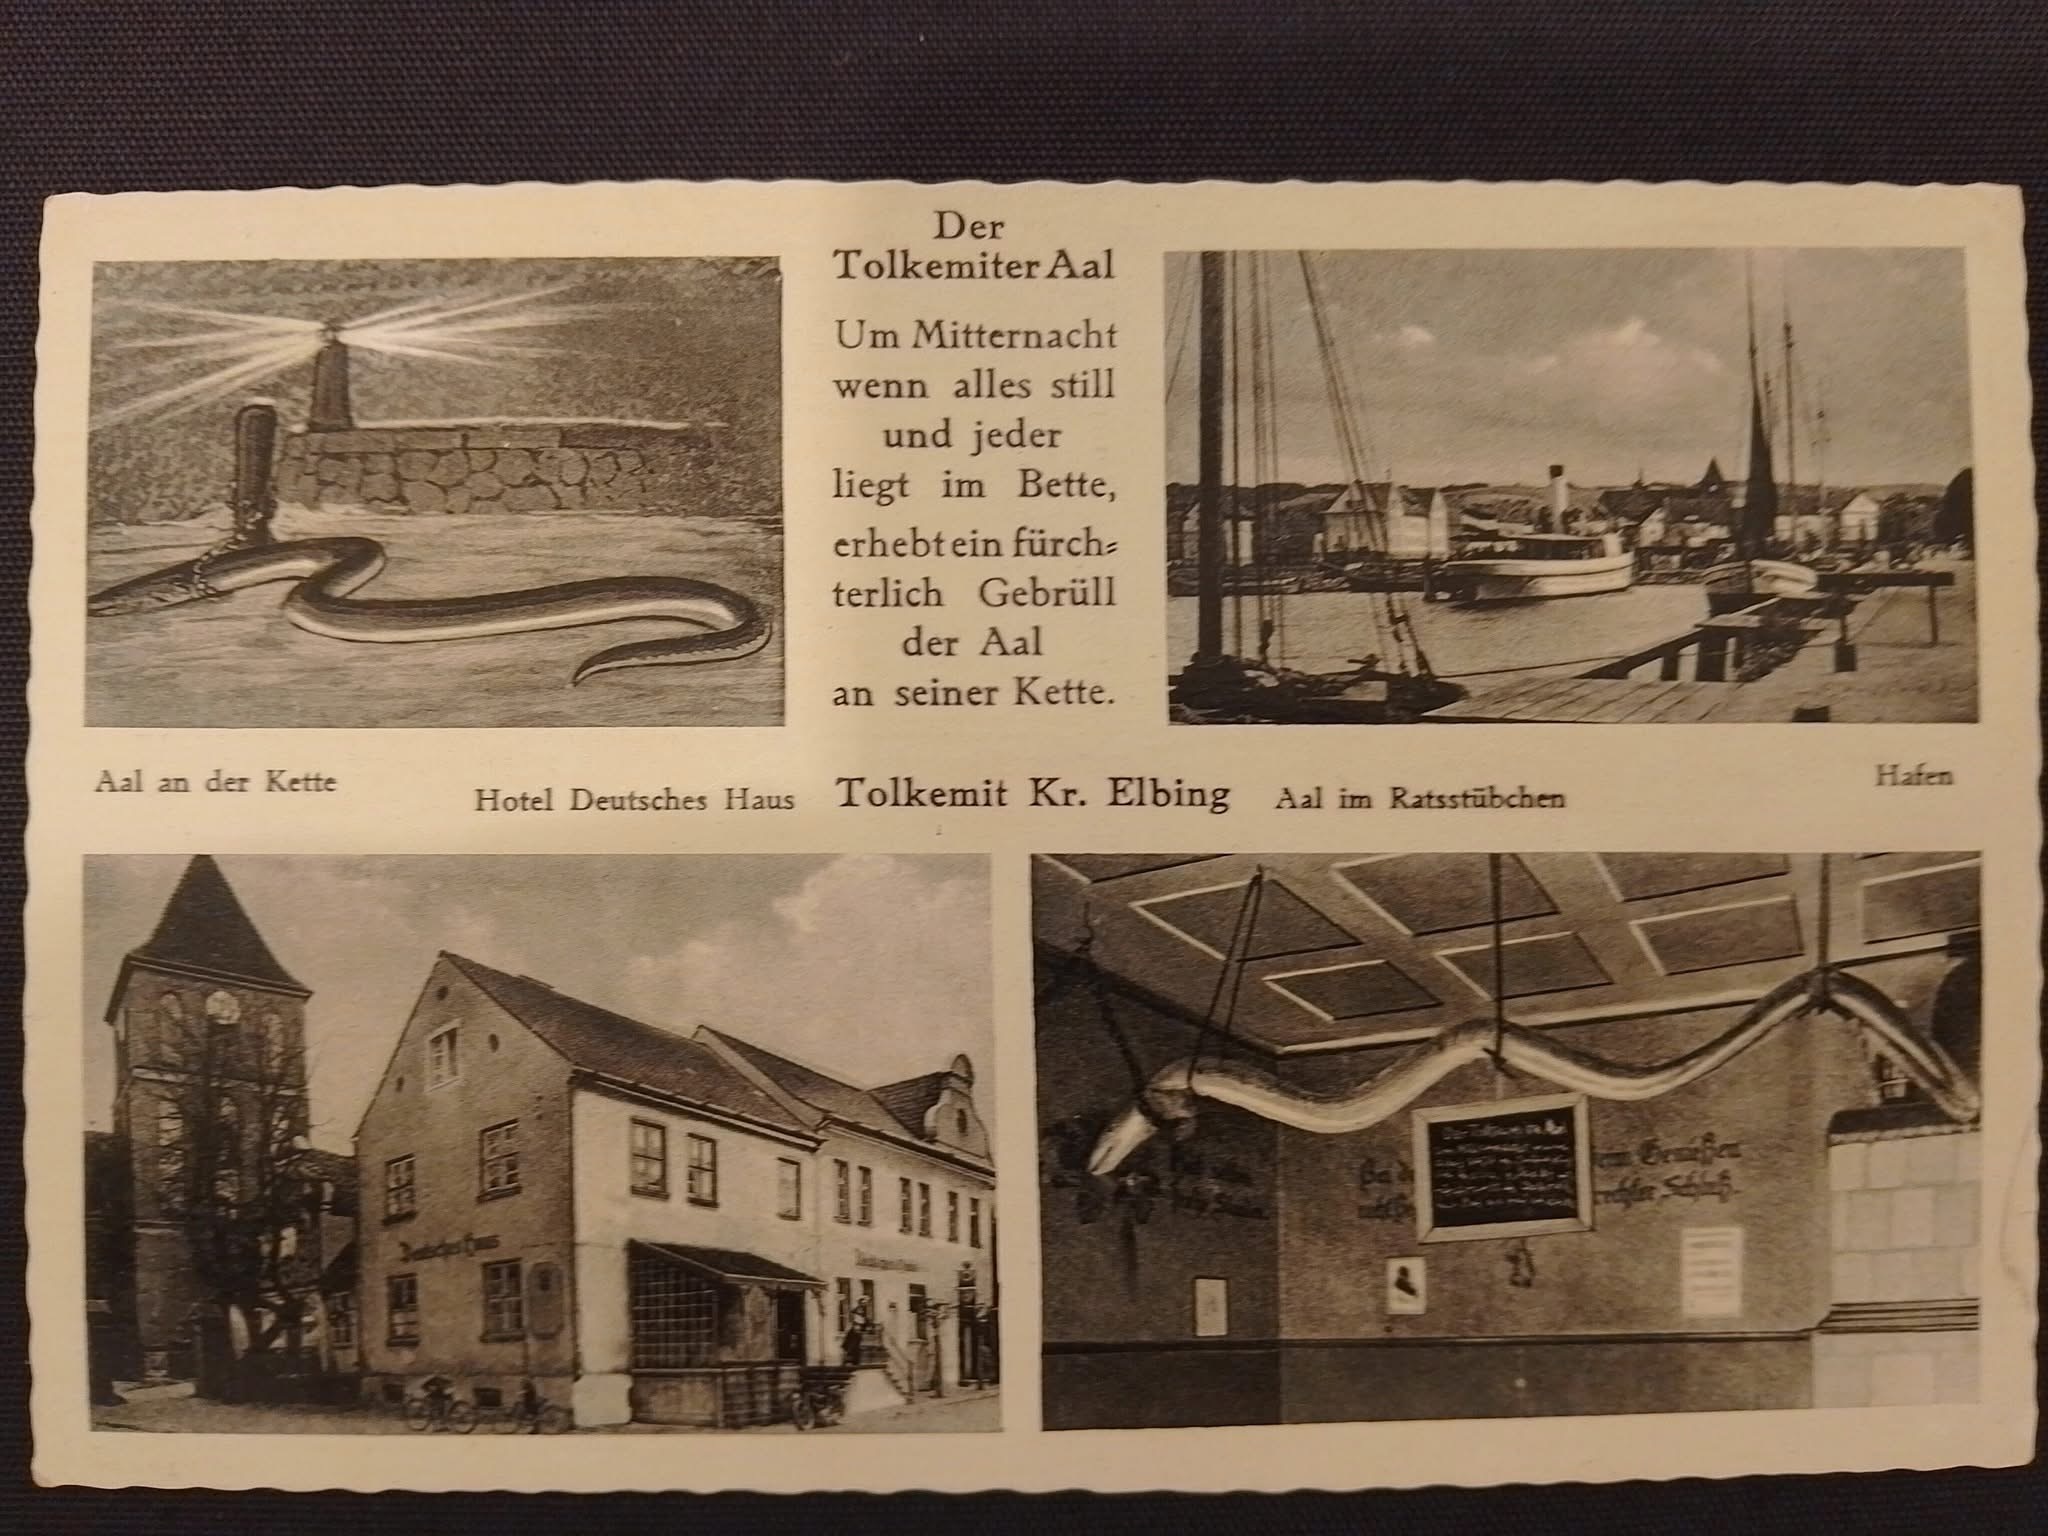 Der
Tolkemiter Aal
Um Mitternacht
wenn alles still
und jeder
liegt im Bette,
erhebt ein fürch-
terlich Gebrüll
der Aal
an seiner Kette.
Aal an der Kette
Hotel Deutsches Haus
Tolkemit Kr. Elbing
Aal im Ratsstübchen
Hafen
Deutsches Haus
Genießen
Schluß.